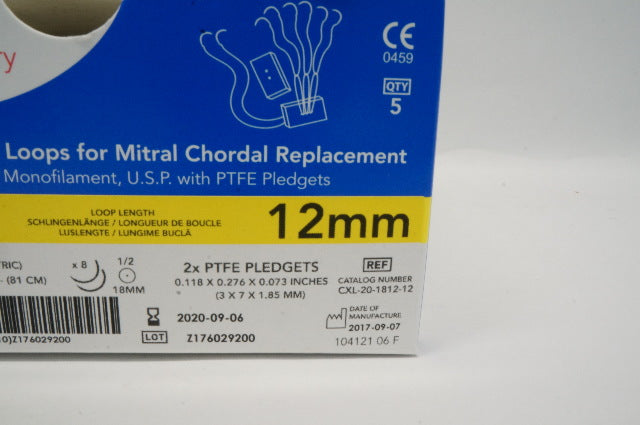 y
CE
0459
QTY
5
Loops for Mitral Chordal Replacement
Monofilament, U.S.P. with PTFE Pledgets
LOOP LENGTH
SCHLINGENLÄNGE / LONGUEUR DE BOUCLE
LUSLENGTE / LUNGIME BUCLĂ
12mm
RIC)
(81 CM)
x 8
1/2
18MM
2x PTFE PLEDGETS
0.118 X 0.276 X 0.073 INCHES
(3 X 7 X 1.85 MM)
REF
CATALOG NUMBER
CXL-20-1812-12
2020-09-06
DATE OF
MANUFACTURE
2017-09-07
0)Z176029200
LOT Z176029200
104121 06 F